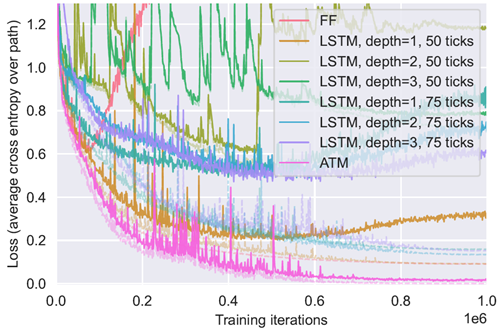 Loss (average cross entropy over path)
1.2
1.0
0.8
0.6
0.4
0.2
0.0
FF
LSTM, depth=1, 50 ticks
LSTM, depth=2, 50 ticks
LSTM, depth=3, 50 ticks
LSTM, depth=1, 75 ticks
LSTM, depth=2, 75 ticks
LSTM, depth=3, 75 ticks
ATM
0.0 0.2 0.4 0.6 0.8 1.0
1e6
Training iterations